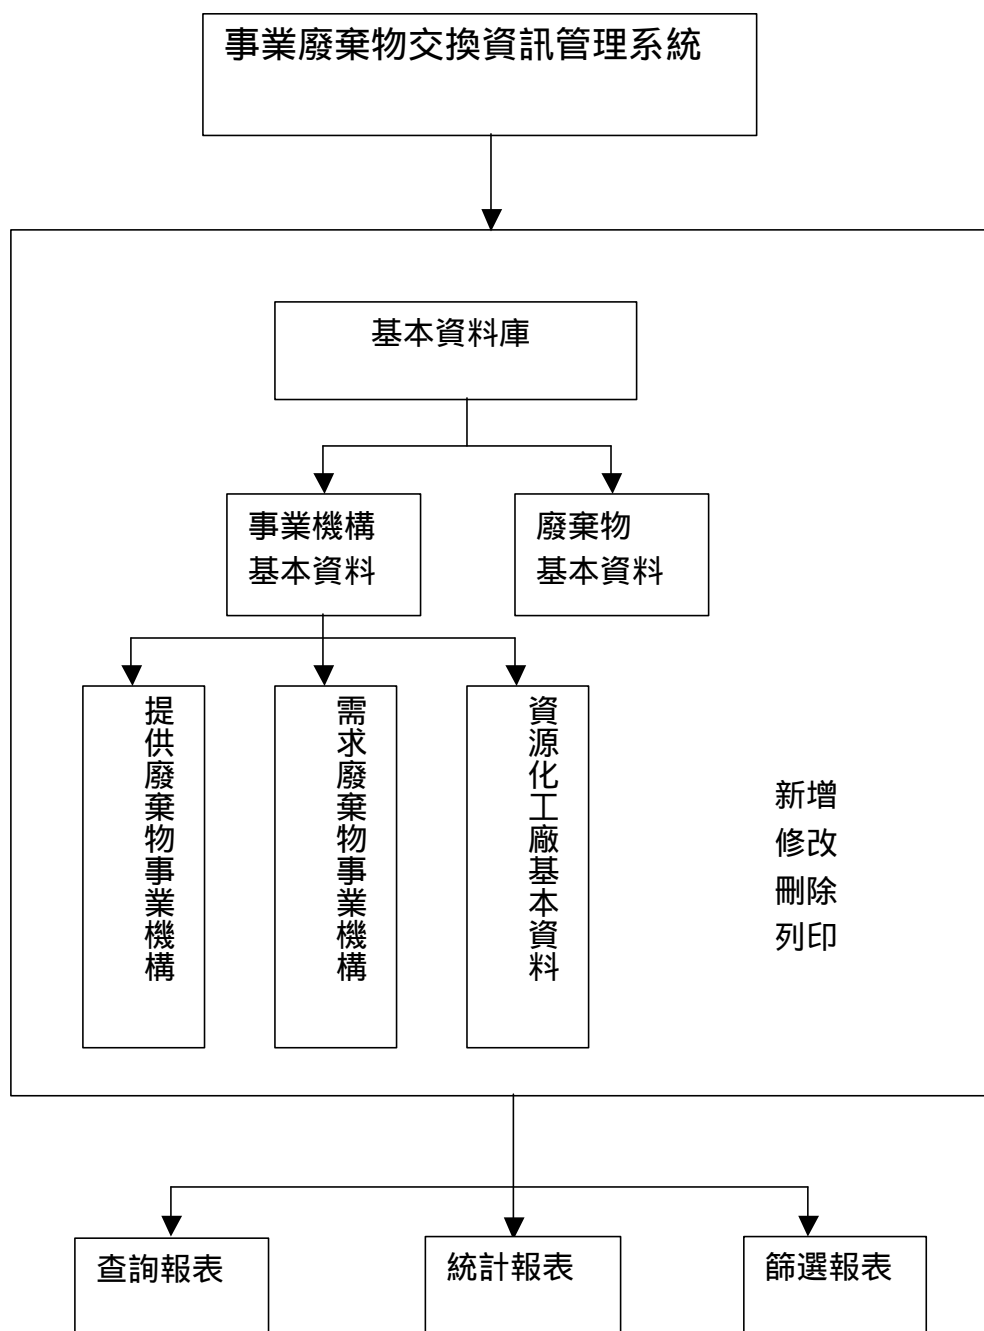 事業廢棄物交換資訊管理系統
基本資料庫
事業機構
基本資料
廢棄物
基本資料
提供廢棄物事業機構
需求廢棄物事業機構
資源化工廠基本資料
新增
修改
刪除
列印
查詢報表
統計報表
篩選報表